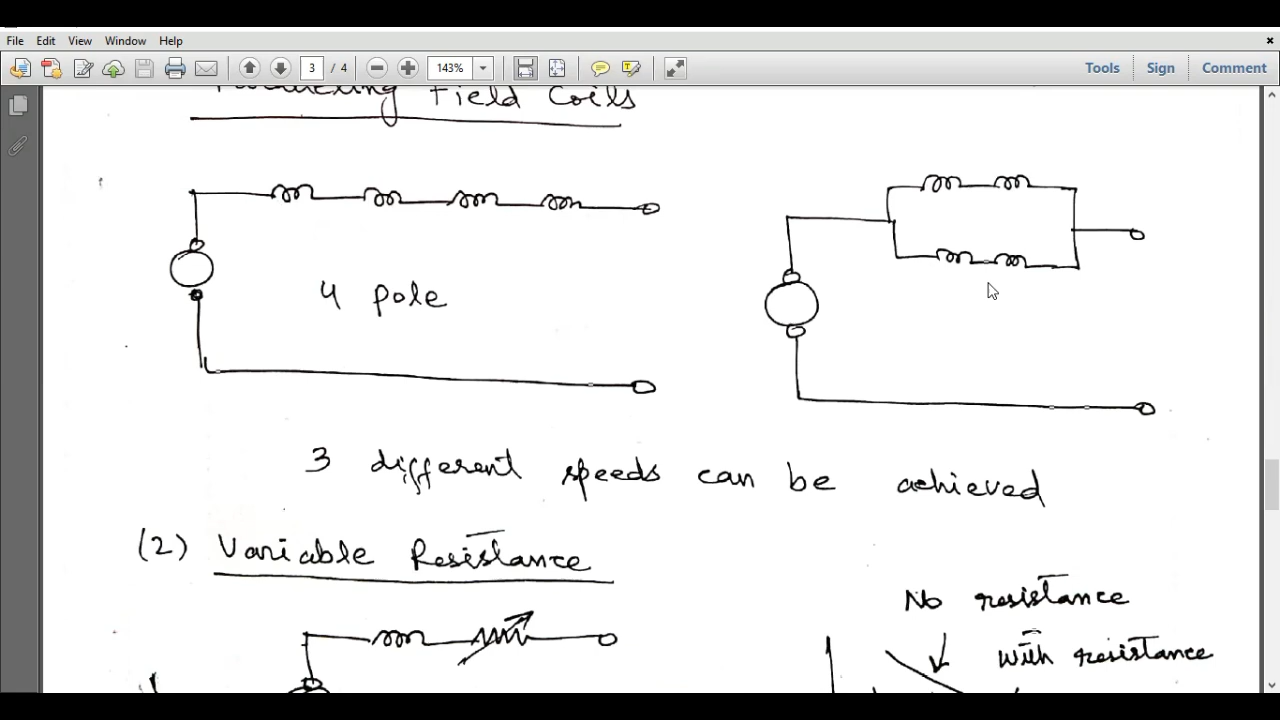 File Edit View Window Help
3 / 4 143% Tools Sign Comment
Field Coils
4 pole
3 different speeds can be achieved
(2) Variable Resistance
No resistance
with resistance